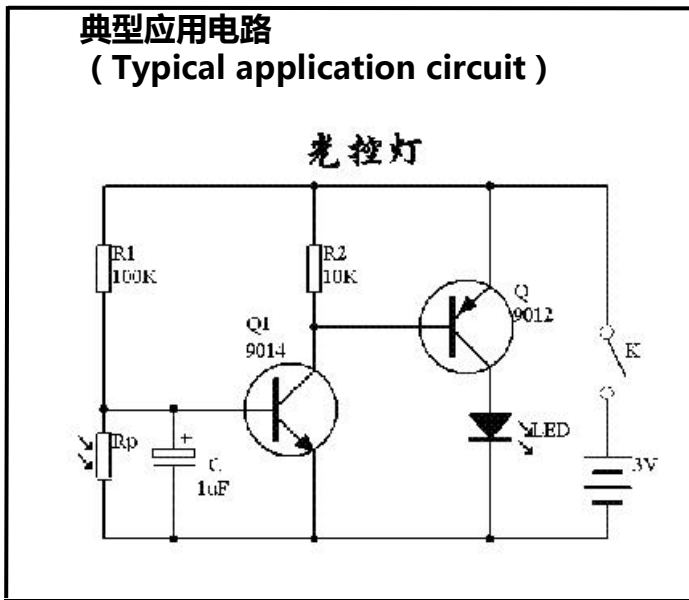 典型应用电路
（Typical application circuit）
光控灯
R1
100K
R2
10K
Q1
9014
Q
9012
K
Rp
+
C
1uF
LED
3V